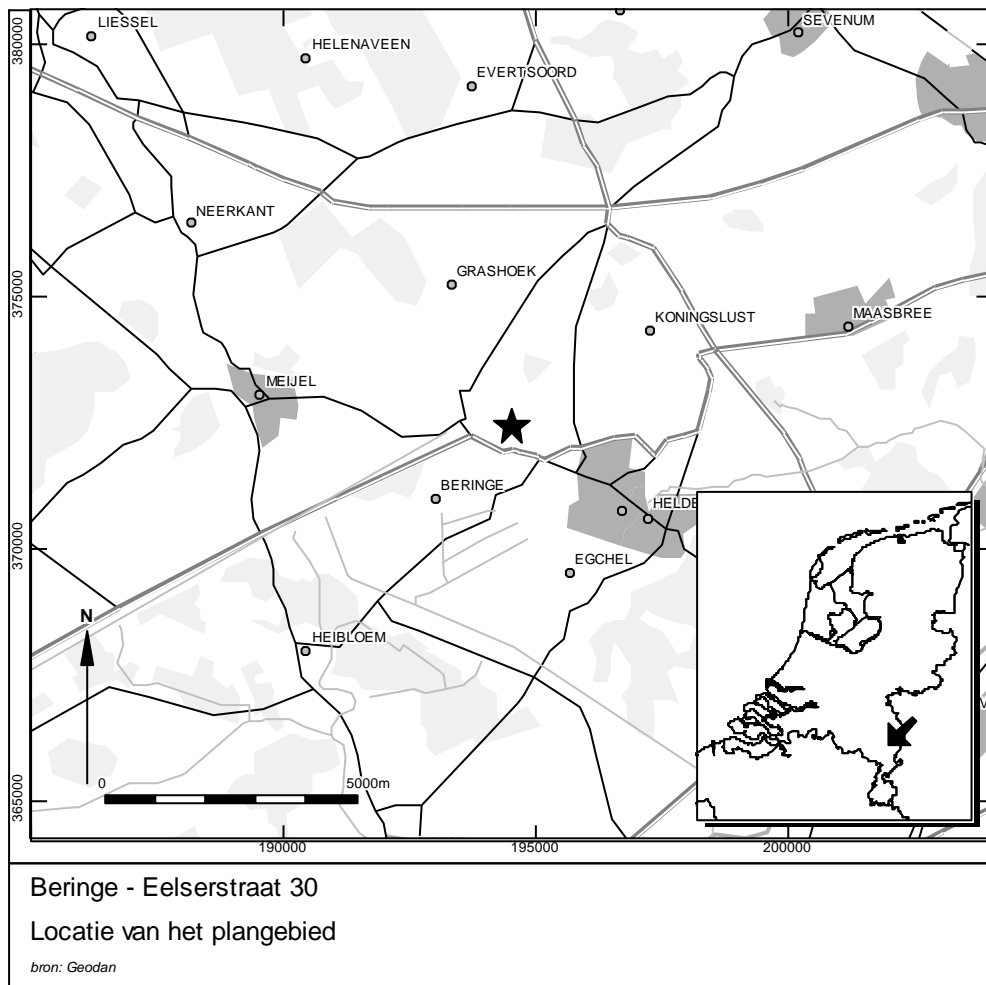 LIESSEL
SEVENUM
380000
HELENAVEEN
EVERTSOORD
NEERKANT
GRASHOEK
375000
KONINGSLUST
MAASBREE
MEIJEL
BERINGE
HELDE
370000
EGCHEL
N
HEIBLOEM
V
0 5000m
365000
190000 195000 200000
Beringe - Eelserstraat 30
Locatie van het plangebied
bron: Geodan